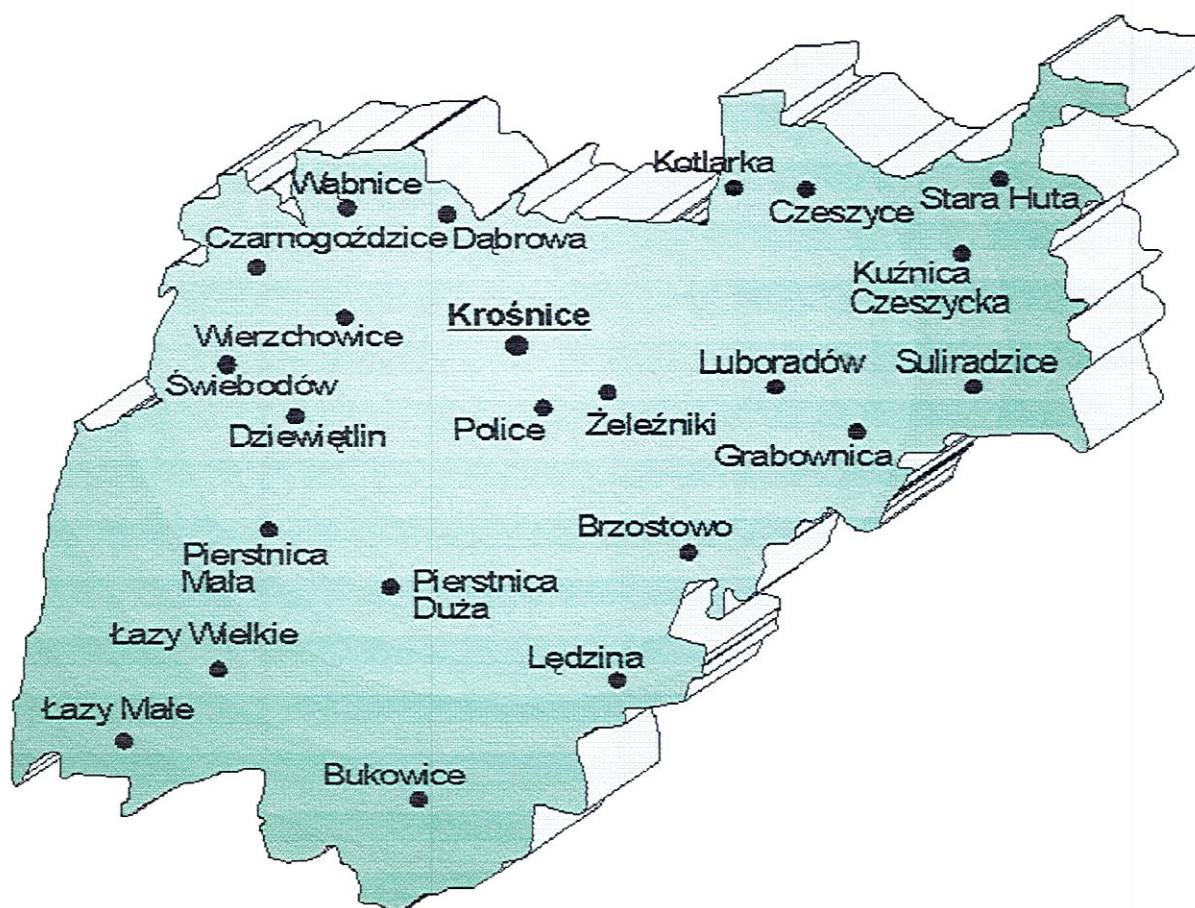 Kotlarka
Wąbnice
Stara Huta
Czeszyce
Czarnogoździce
Dąbrowa
Kuźnica
Czeszycka
Krośnice
Wierzchowice
Luboradów
Suliradzice
Świebodów
Żeleźniki
Police
Dziewiętlin
Grabownica
Brzostowo
Pierstnica
Mała
Pierstnica
Duża
Łazy Wielkie
Lędzina
Łazy Małe
Bukowice